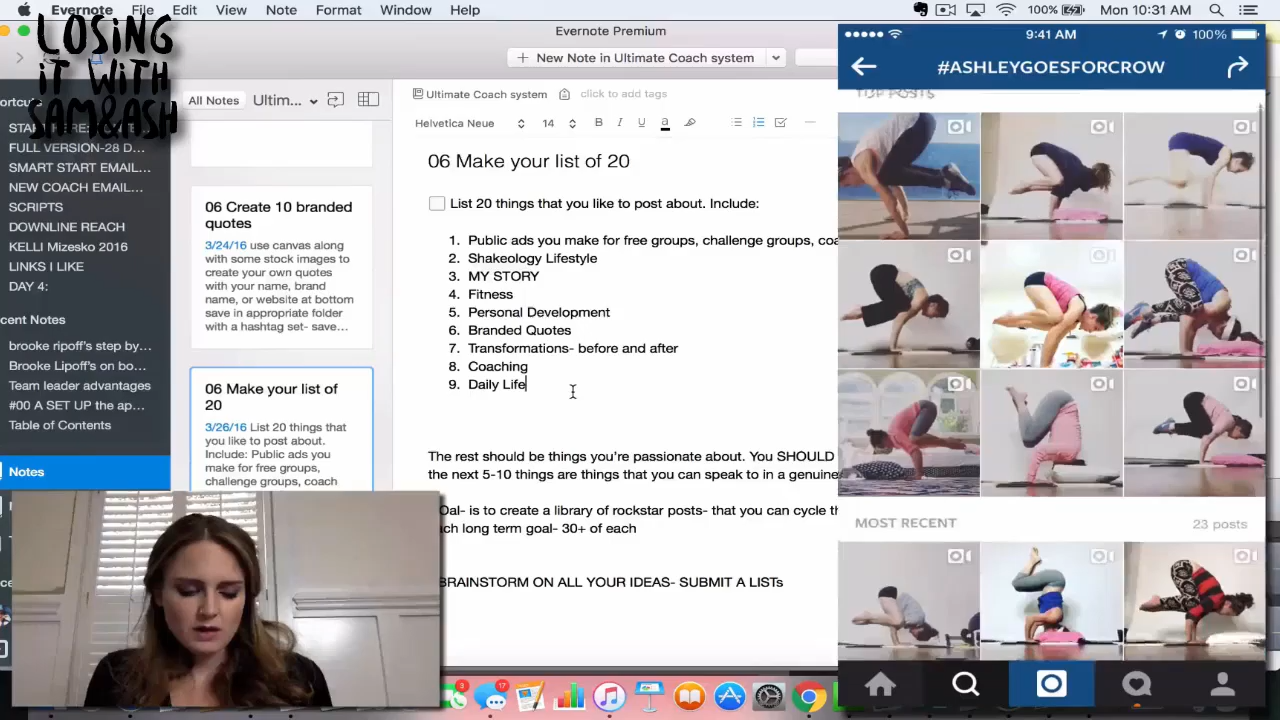 Evernote File Edit View Note Format Window Help 100% Mon 10:31 AM
Evernote Premium
LOSING
iT WITH
SAM&ASH
New Note in Ultimate Coach system
All Notes Ultim...
START HERE:
FULL VERSION-28 D...
SMART START EMAIL...
NEW COACH EMAIL...
SCRIPTS
DOWNLINE REACH
KELLI Mizesko 2016
LINKS I LIKE
DAY 4:
cent Notes
brooke ripoff's step by...
Brooke Lipoff's on bo...
Team leader advantages
#00 A SET UP the ap...
Table of Contents
Notes
06 Create 10 branded
quotes
3/24/16 use canvas along
with some stock images to
create your own quotes
with your name, brand
name, or website at bottom
save in appropriate folder
with a hashtag set- save...
06 Make your list of
20
3/26/16 List 20 things that
you like to post about.
Include: Public ads you
make for free groups,
challenge groups, coach
Ultimate Coach system click to add tags
Helvetica Neue 14 B I U a
06 Make your list of 20
List 20 things that you like to post about. Include:
1. Public ads you make for free groups, challenge groups, coa
2. Shakeology Lifestyle
3. MY STORY
4. Fitness
5. Personal Development
6. Branded Quotes
7. Transformations- before and after
8. Coaching
9. Daily Life
The rest should be things you're passionate about. You SHOULD
the next 5-10 things are things that you can speak to in a genuine
Oal- is to create a library of rockstar posts- that you can cycle th
ach long term goal- 30+ of each
BRAINSTORM ON ALL YOUR IDEAS- SUBMIT A LISTs
9:41 AM 100%
#ASHLEYGOESFORCROW
TOP POSTS
MOST RECENT 23 posts
3 17